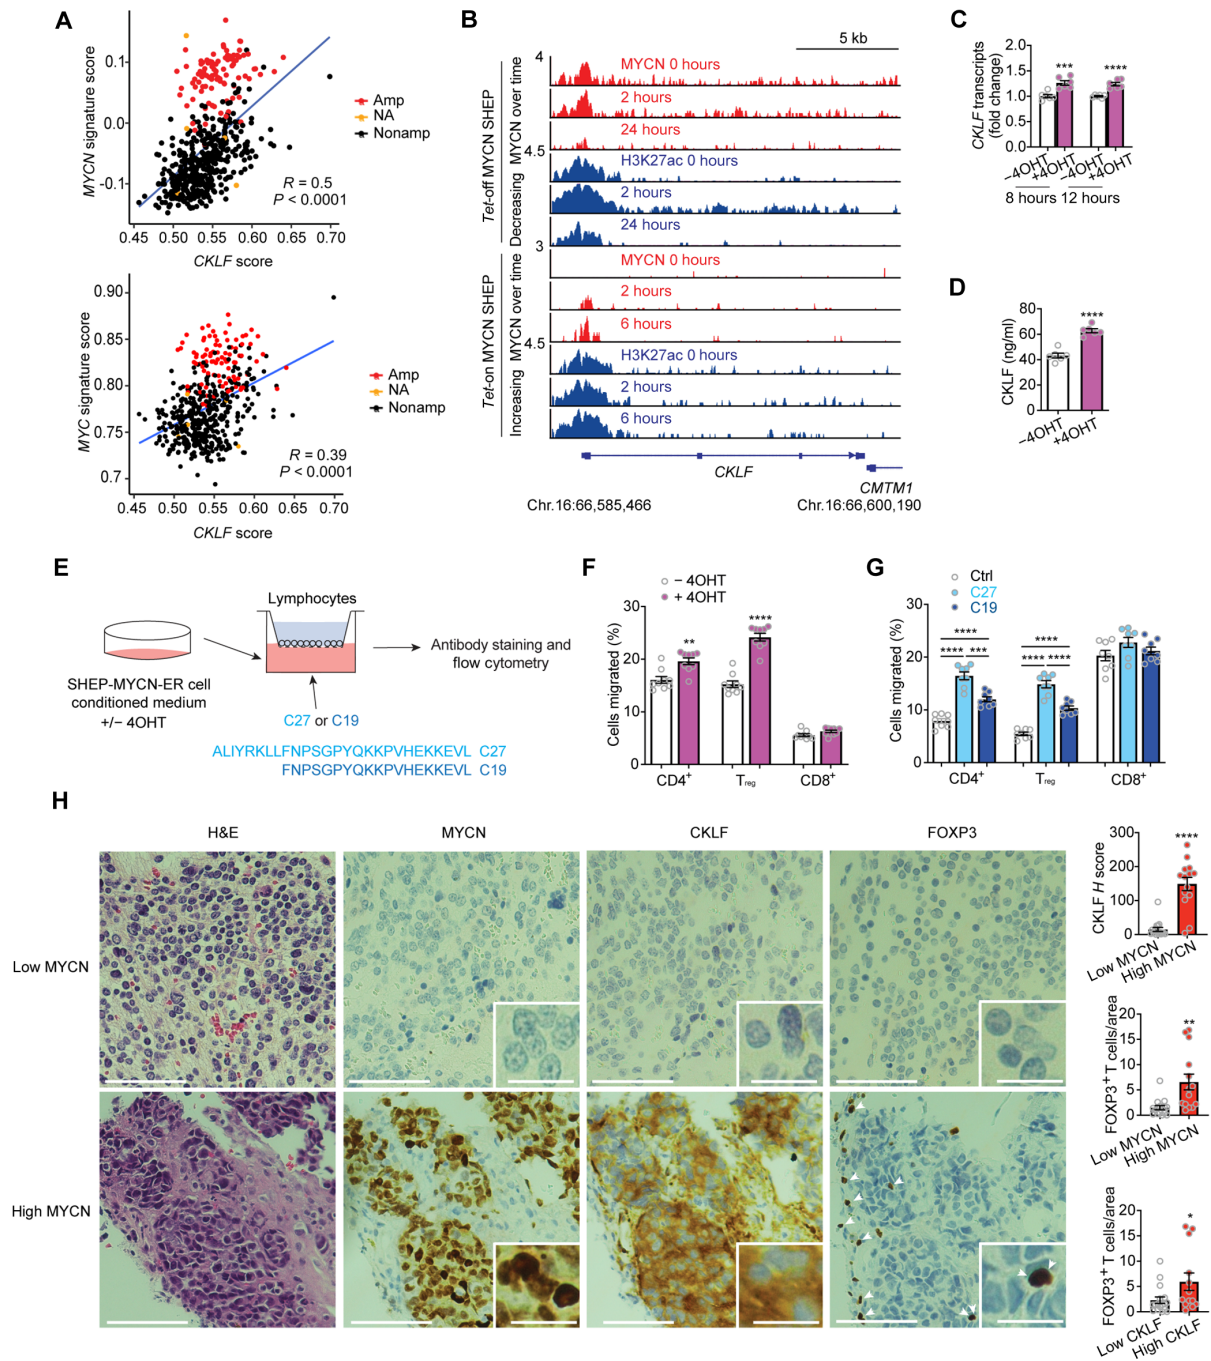 A
MYCN signature score
0.1
0.0
-0.1
Amp
NA
Nonamp
R = 0.5
P < 0.0001
0.45 0.50 0.55 0.60 0.65 0.70
CKLF score
MYC signature score
0.90
0.85
0.80
0.75
0.7
Amp
NA
Nonamp
R = 0.39
P < 0.0001
0.45 0.50 0.55 0.60 0.65 0.70
CKLF score
B
5 kb
Tet-off MYCN SHEP
Decreasing MYCN over time
4
MYCN 0 hours
2 hours
24 hours
4.5
H3K27ac 0 hours
2 hours
24 hours
Tet-on MYCN SHEP
Increasing MYCN over time
3
MYCN 0 hours
2 hours
6 hours
4.5
H3K27ac 0 hours
2 hours
6 hours
CKLF
CMTM1
Chr.16:66,585,466
Chr.16:66,600,190
C
CKLF transcripts
(fold change)
2.0
1.5
1.0
0.5
0.0
***
****
−4OHT
+4OHT
−4OHT
+4OHT
8 hours 12 hours
D
CKLF (ng/ml)
80
60
40
20
0
****
−4OHT
+4OHT
E
Lymphocytes
SHEP-MYCN-ER cell
conditioned medium
+/− 4OHT
C27 or C19
Antibody staining and
flow cytometry
ALIYRKLLFNPSGPYQKKPVHEKKEVL C27
FNPSGPYQKKPVHEKKEVL C19
F
− 4OHT
+ 4OHT
Cells migrated (%)
30
20
10
0
**
****
CD4+
Treg
CD8+
G
Ctrl
C27
C19
Cells migrated (%)
30
20
10
0
****
**** ***
****
**** ****
CD4+
Treg
CD8+
H
H&E
MYCN
CKLF
FOXP3
Low MYCN
High MYCN
CKLF H score
300
200
100
0
****
Low MYCN
High MYCN
FOXP3+ T cells/area
20
15
10
5
0
**
Low MYCN
High MYCN
FOXP3+ T cells/area
20
15
10
5
0
*
Low CKLF
High CKLF